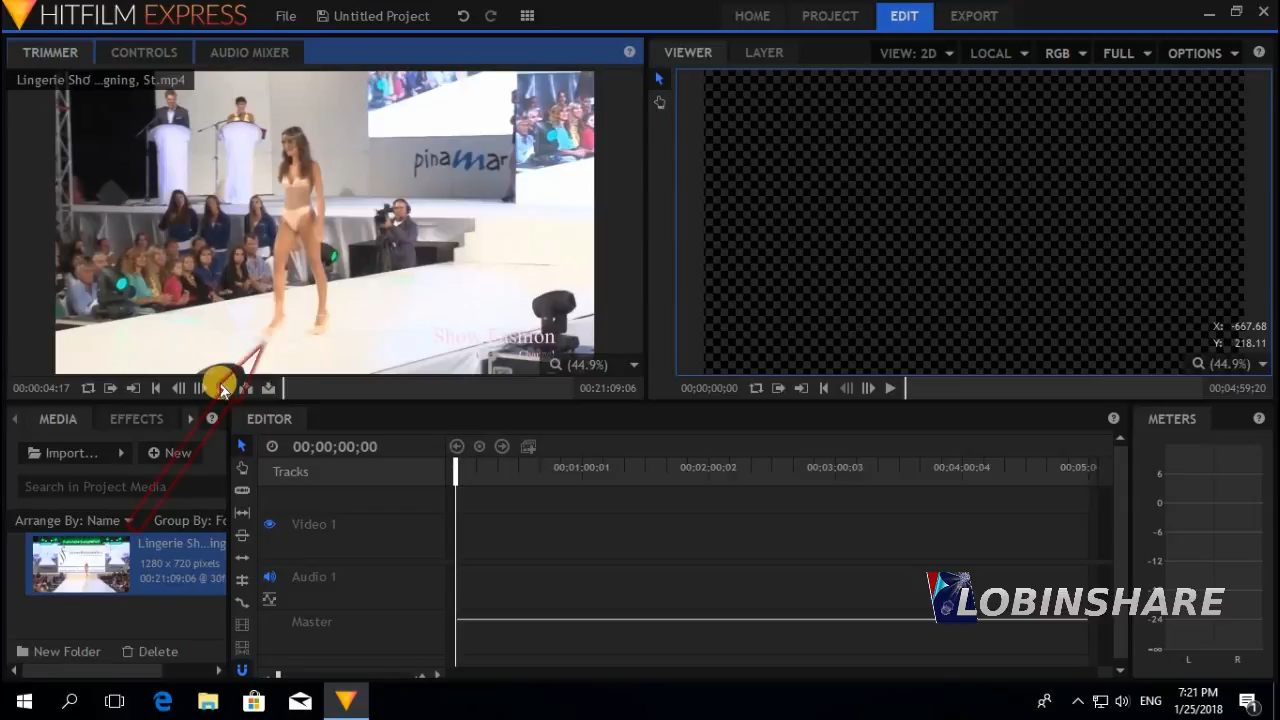 HITFILM EXPRESS
File
Untitled Project
HOME
PROJECT
EDIT
EXPORT
TRIMMER
CONTROLS
AUDIO MIXER
VIEWER
LAYER
VIEW: 2D
LOCAL
RGB
FULL
OPTIONS
Lingerie Sho ...gning, St.mp4
pinamar
Show Fashion
Channel
(44.9%)
X: -667.68
Y: 218.11
(44.9%)
00:00:04:17
00:21:09:06
00;00;00;00
00;04;59;20
MEDIA
EFFECTS
EDITOR
METERS
Import...
New
00;00;00;00
Search in Project Media
Tracks
00;01;00;01
00;02;00;02
00;03;00;03
00;04;00;04
00;05;0
Arrange By: Name
Group By: Fo
Lingerie Sh...ing
1280 x 720 pixels
00:21:09:06 @ 30f
Video 1
Audio 1
Master
6
0
-6
-12
-24
-∞
L
R
LOBINSHARE
New Folder
Delete
ENG
7:21 PM
1/25/2018
1